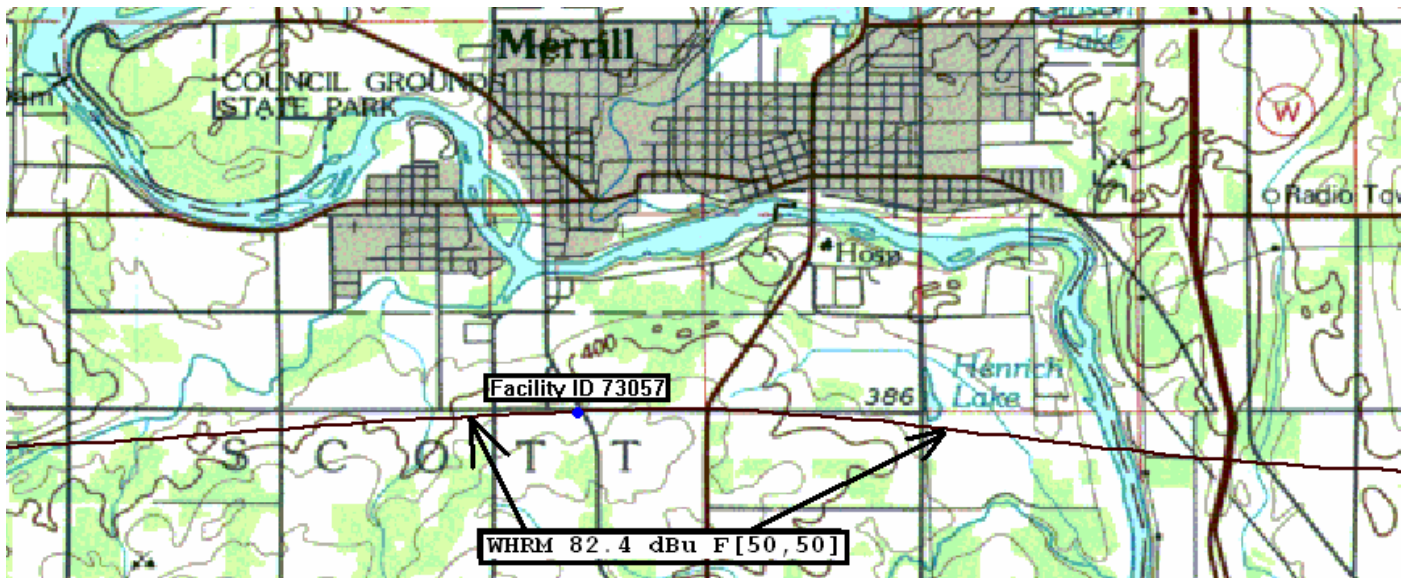 Merrill
Lake
COUNCIL GROUNDS
STATE PARK
W
Radio Tow
Hosp
400
Henrich
Lake
386
Facility ID 73057
S C O T T
WHRM 82.4 dBu F[50,50]